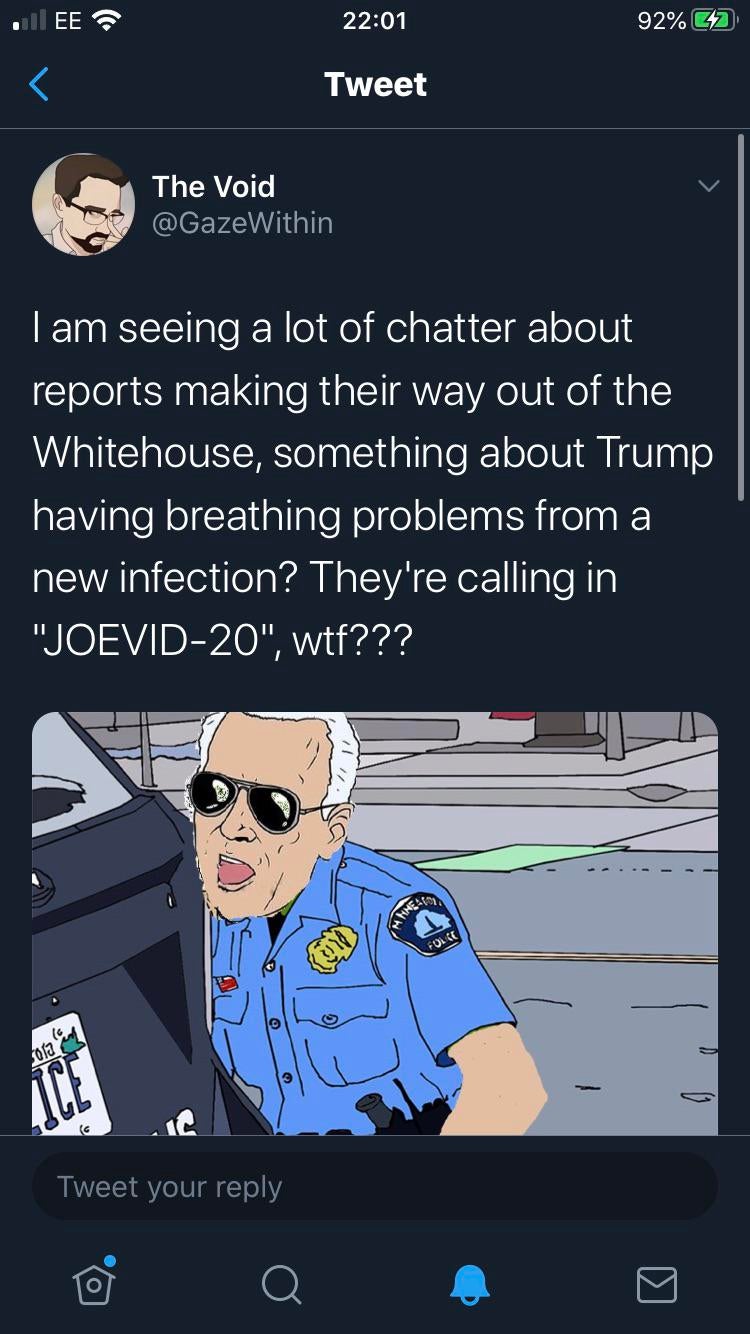 EE
22:01
92%
Tweet
The Void
@GazeWithin
I am seeing a lot of chatter about
reports making their way out of the
Whitehouse, something about Trump
having breathing problems from a
new infection? They're calling in
"JOEVID-20", wtf???
POLICE
ICE
Tweet your reply